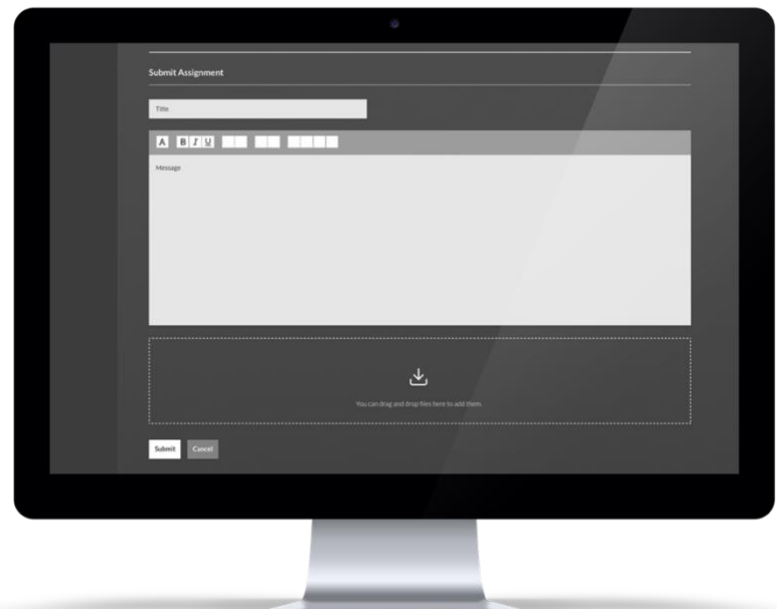 Submit Assignment
Title
A B I U
Message
You can drag and drop files here to add them.
Submit Cancel